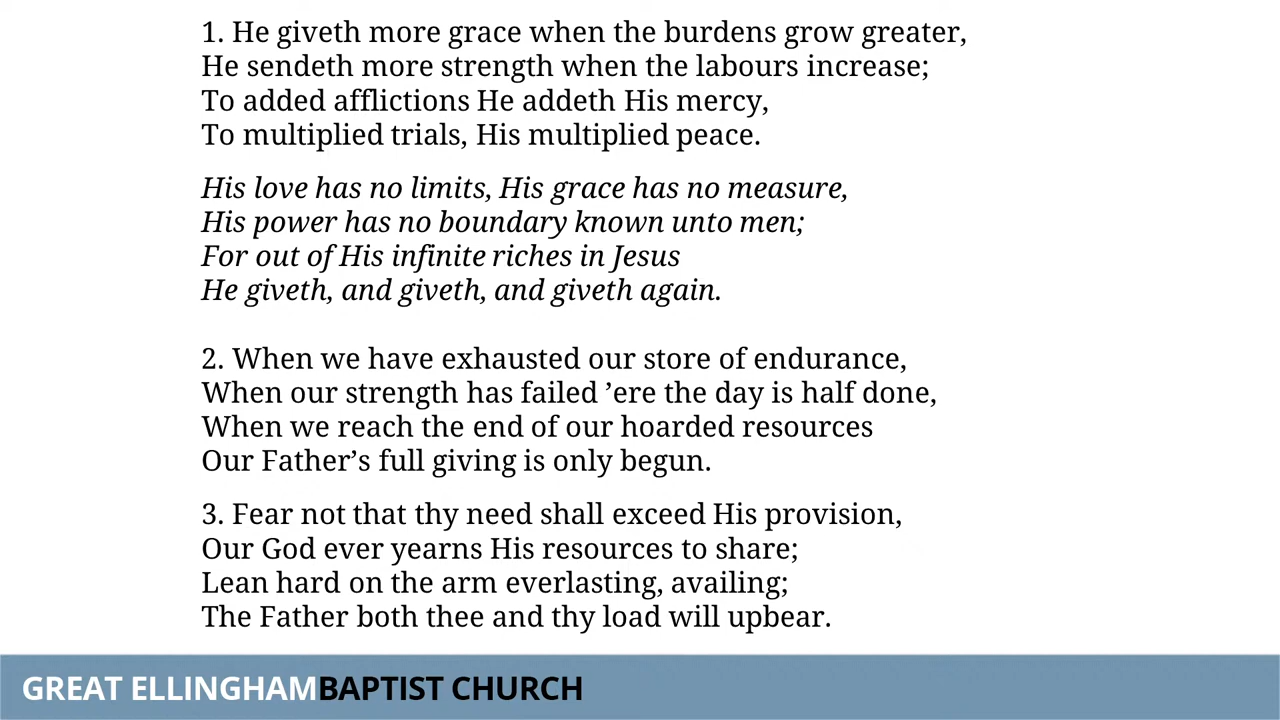 1. He giveth more grace when the burdens grow greater,
He sendeth more strength when the labours increase;
To added afflictions He addeth His mercy,
To multiplied trials, His multiplied peace.
His love has no limits, His grace has no measure,
His power has no boundary known unto men;
For out of His infinite riches in Jesus
He giveth, and giveth, and giveth again.
2. When we have exhausted our store of endurance,
When our strength has failed ’ere the day is half done,
When we reach the end of our hoarded resources
Our Father’s full giving is only begun.
3. Fear not that thy need shall exceed His provision,
Our God ever yearns His resources to share;
Lean hard on the arm everlasting, availing;
The Father both thee and thy load will upbear.
GREAT ELLINGHAMBAPTIST CHURCH